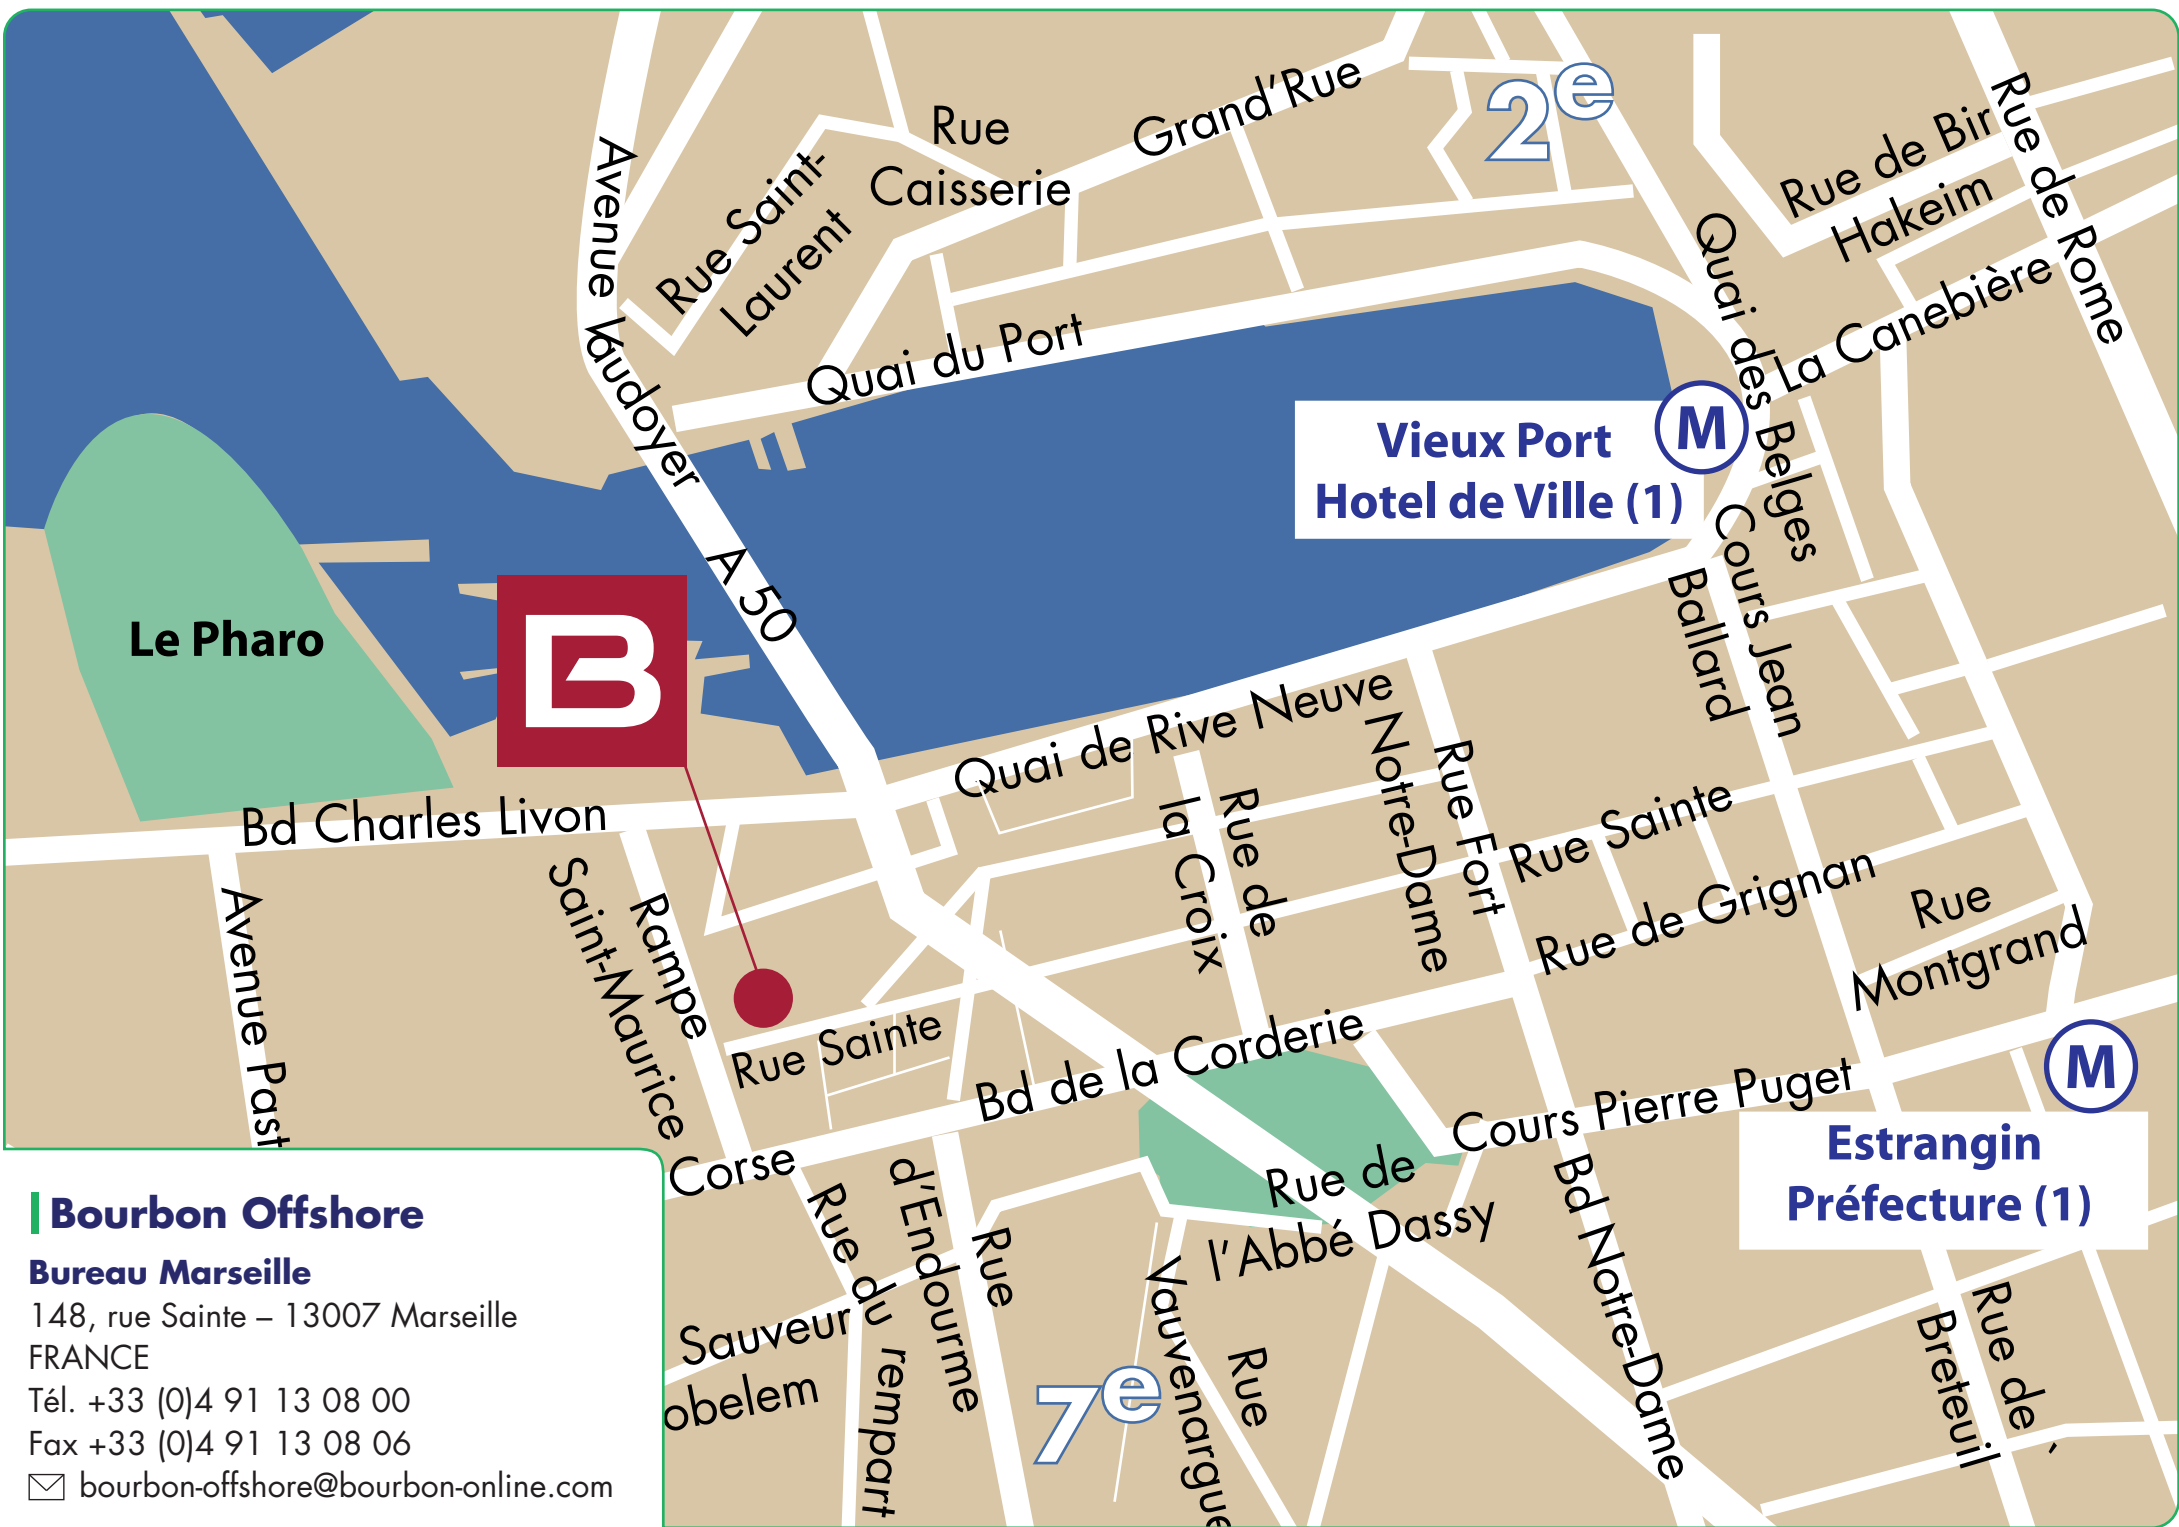 2e
Grand'Rue
Rue
Caisserie
Rue Saint-
Laurent
Avenue Vaudoyer
A 50
Quai du Port
Rue de Bir
Hakeim
Rue de Rome
La Canebière
Quai des Belges
M
Vieux Port
Hotel de Ville (1)
Cours Jean
Ballard
Le Pharo
B
Quai de Rive Neuve
Bd Charles Livon
Avenue Past
Rampe
Saint-Maurice
Rue de
la Croix
Rue Fort
Notre-Dame
Rue Sainte
Rue de Grignan
Rue
Montgrand
Rue Sainte
Bd de la Corderie
Corse
Cours Pierre Puget
M
Estrangin
Préfecture (1)
Rue de
l'Abbé Dassy
Bd Notre-Dame
Rue de
Breteuil
Rue du rempart
Rue
d'Endourme
Sauveur
obelem
7e
Rue
Vauvenargue
Bourbon Offshore
Bureau Marseille
148, rue Sainte – 13007 Marseille
FRANCE
Tél. +33 (0)4 91 13 08 00
Fax +33 (0)4 91 13 08 06
bourbon-offshore@bourbon-online.com